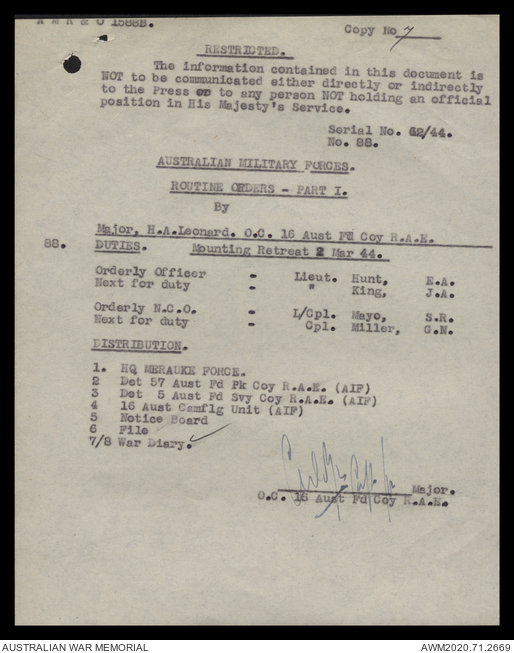 A M R & O 1588B.
Copy No 7
RESTRICTED.
The information contained in this document is
NOT to be communicated either directly or indirectly
to the Press or to any person NOT holding an official
position in His Majesty's Service.
Serial No. 62/44.
No. 88.
AUSTRALIAN MILITARY FORCES.
ROUTINE ORDERS - PART I.
By
Major, H.A.Leonard. O.C. 16 Aust Fd Coy R.A.E.
88. DUTIES. Mounting Retreat 2 Mar 44.
Orderly Officer - Lieut. Hunt, E.A.
Next for duty - " King, J.A.
Orderly N.C.O. - L/Cpl. Mayo, S.R.
Next for duty - Cpl. Miller, G.N.
DISTRIBUTION.
1. HQ MERAUKE FORCE.
2 Det 57 Aust Fd Pk Coy R.A.E. (AIF)
3 Det 5 Aust Fd Svy Coy R.A.E. (AIF)
4 16 Aust Camflg Unit (AIF)
5 Notice Board
6 File
7/8 War Diary.
Major.
O.C. 16 Aust Fd Coy R.A.E.
AUSTRALIAN WAR MEMORIAL
AWM2020.71.2669